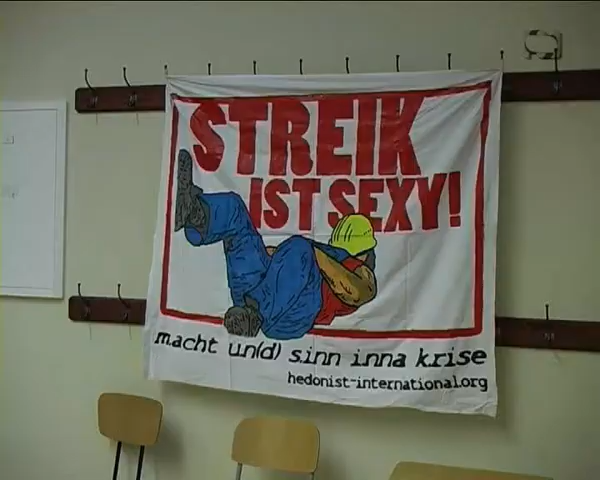 STREIK
IST SEXY!
macht un(d) sinn inna krise
hedonist-international.org